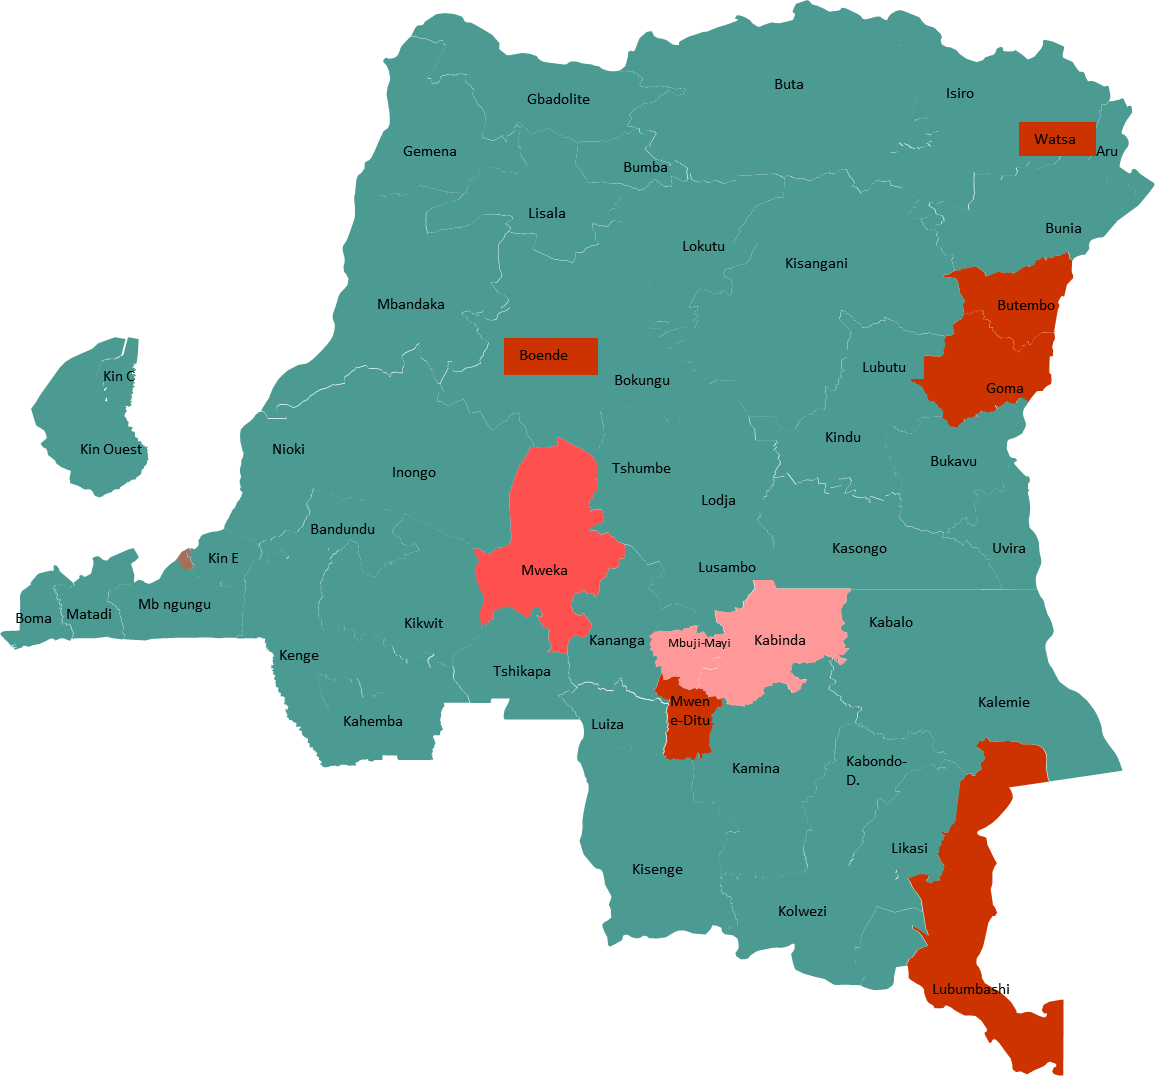 Buta
Isiro
Gbadolite
Watsa
Gemena
Aru
Bumba
Lisala
Bunia
Lokutu
Kisangani
Mbandaka
Butembo
Boende
Lubutu
Kin C
Bokungu
Goma
Kindu
Kin Ouest
Nioki
Bukavu
Inongo
Tshumbe
Lodja
Bandundu
Kasongo
Uvira
Kin E
Mweka
Lusambo
Mb ngungu
Matadi
Boma
Kikwit
Kabalo
Kananga
Mbuji-Mayi
Kabinda
Kenge
Tshikapa
Mwen
e-Ditu
Kalemie
Kahemba
Luiza
Kamina
Kabondo-
D.
Likasi
Kisenge
Kolwezi
Lubumbashi